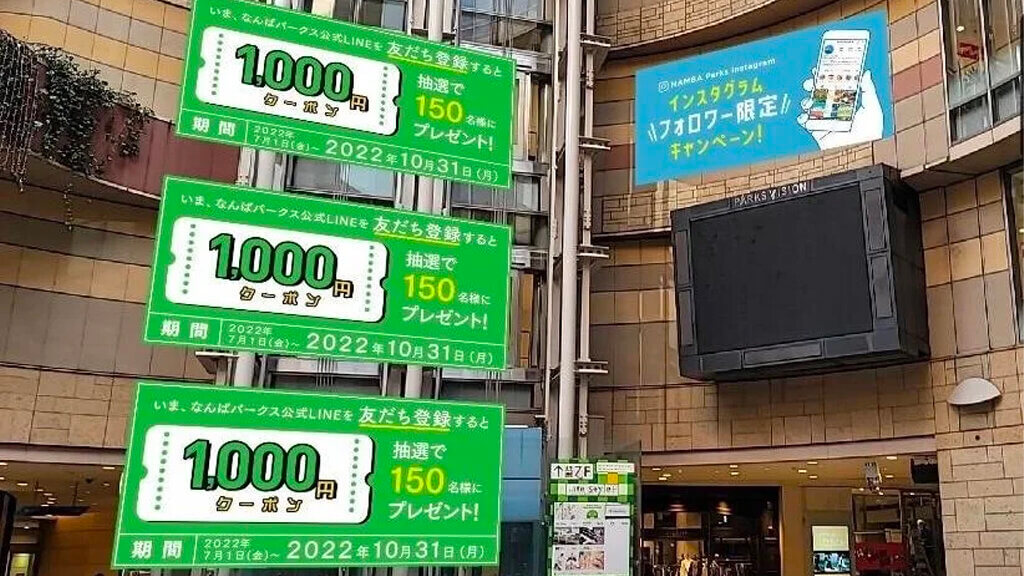 いま、なんばパークス公式LINEを 友だち登録すると
1,000円
クーポン
抽選で
150名様に
プレゼント!
期間
2022年
7月1日(金)~ 2022年10月31日(月)
NAMBA Parks Instagram
インスタグラム
フォロワー限定
キャンペーン!
PARKS VISION
いま、なんばパークス公式LINEを 友だち登録すると
1,000円
クーポン
抽選で
150名様に
プレゼント!
期間
2022年
7月1日(金)~ 2022年10月31日(月)
いま、なんばパークス公式LINEを 友だち登録すると
1,000円
クーポン
抽選で
150名様に
プレゼント!
期間
2022年
7月1日(金)~ 2022年10月31日(月)
7F